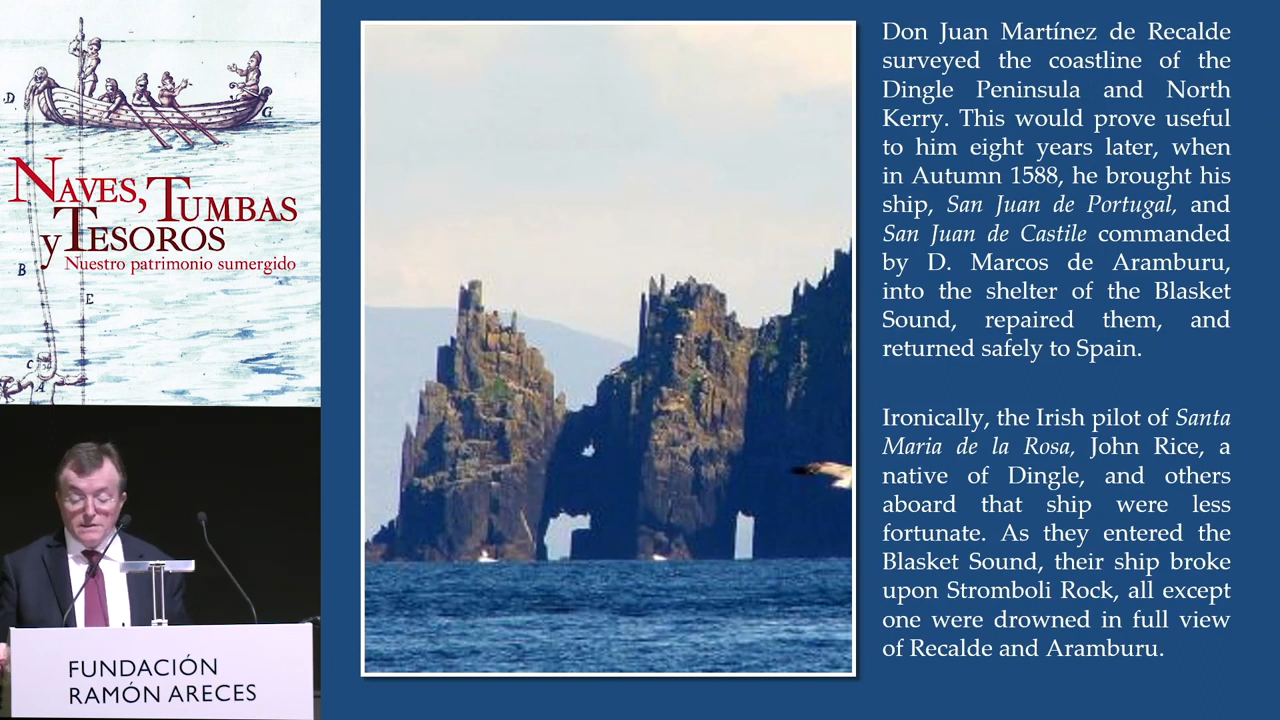 D
G
NAVES, TUMBAS
y TESOROS
Nuestro patrimonio sumergido
B
E
C
A
FUNDACIÓN
RAMÓN ARECES
Don Juan Martínez de Recalde
surveyed the coastline of the
Dingle Peninsula and North
Kerry. This would prove useful
to him eight years later, when
in Autumn 1588, he brought his
ship, San Juan de Portugal, and
San Juan de Castile commanded
by D. Marcos de Aramburu,
into the shelter of the Blasket
Sound, repaired them, and
returned safely to Spain.
Ironically, the Irish pilot of Santa
Maria de la Rosa, John Rice, a
native of Dingle, and others
aboard that ship were less
fortunate. As they entered the
Blasket Sound, their ship broke
upon Stromboli Rock, all except
one were drowned in full view
of Recalde and Aramburu.